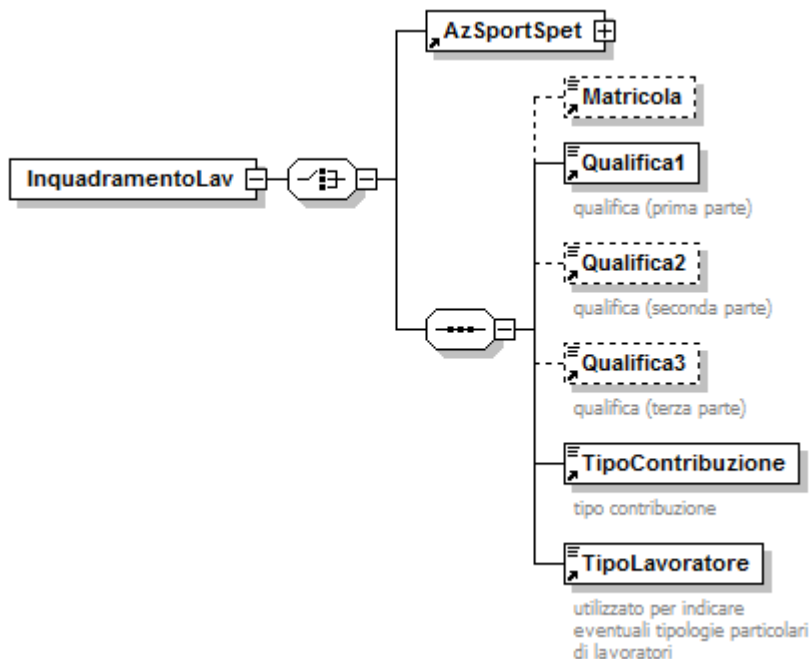 AzSportSpet
Matricola
InquadramentoLav
Qualifica1
qualifica (prima parte)
Qualifica2
qualifica (seconda parte)
Qualifica3
qualifica (terza parte)
TipoContribuzione
tipo contribuzione
TipoLavoratore
utilizzato per indicare
eventuali tipologie particolari
di lavoratori